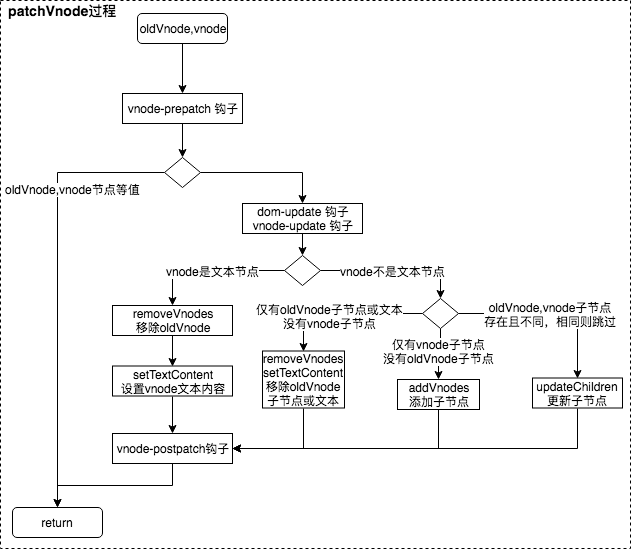 patchVnode过程
oldVnode,vnode
vnode-prepatch 钩子
oldVnode,vnode节点等值
dom-update 钩子
vnode-update 钩子
vnode是文本节点
vnode不是文本节点
removeVnodes
移除oldVnode
仅有oldVnode子节点或文本
没有vnode子节点
oldVnode,vnode子节点
存在且不同，相同则跳过
仅有vnode子节点
没有oldVnode子节点
setTextContent
设置vnode文本内容
removeVnodes
setTextContent
移除oldVnode
子节点或文本
addVnodes
添加子节点
updateChildren
更新子节点
vnode-postpatch钩子
return